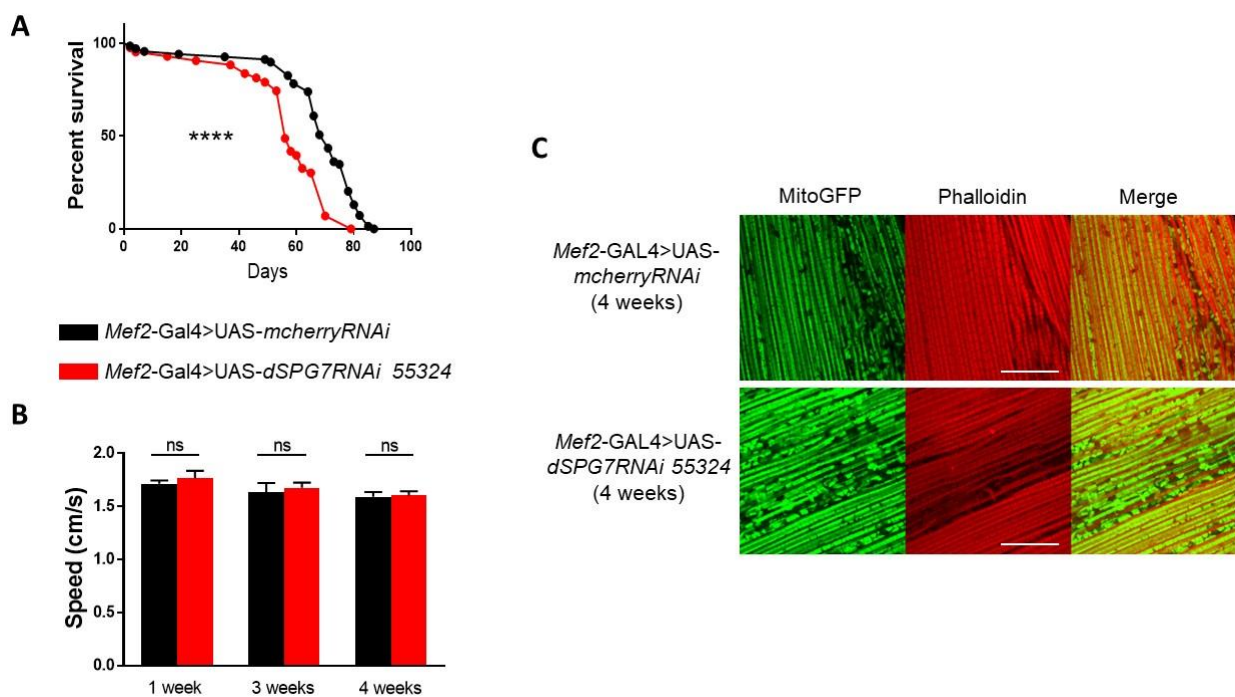 A
Percent survival
100
50
0
****
0 20 40 60 80 100
Days
Mef2-Gal4>UAS-mcherryRNAi
Mef2-Gal4>UAS-dSPG7RNAi 55324
B
Speed (cm/s)
2.0
1.5
1.0
0.5
0.0
ns ns ns
1 week 3 weeks 4 weeks
C
MitoGFP Phalloidin Merge
Mef2-GAL4>UAS-
mcherryRNAi
(4 weeks)
Mef2-GAL4>UAS-
dSPG7RNAi 55324
(4 weeks)